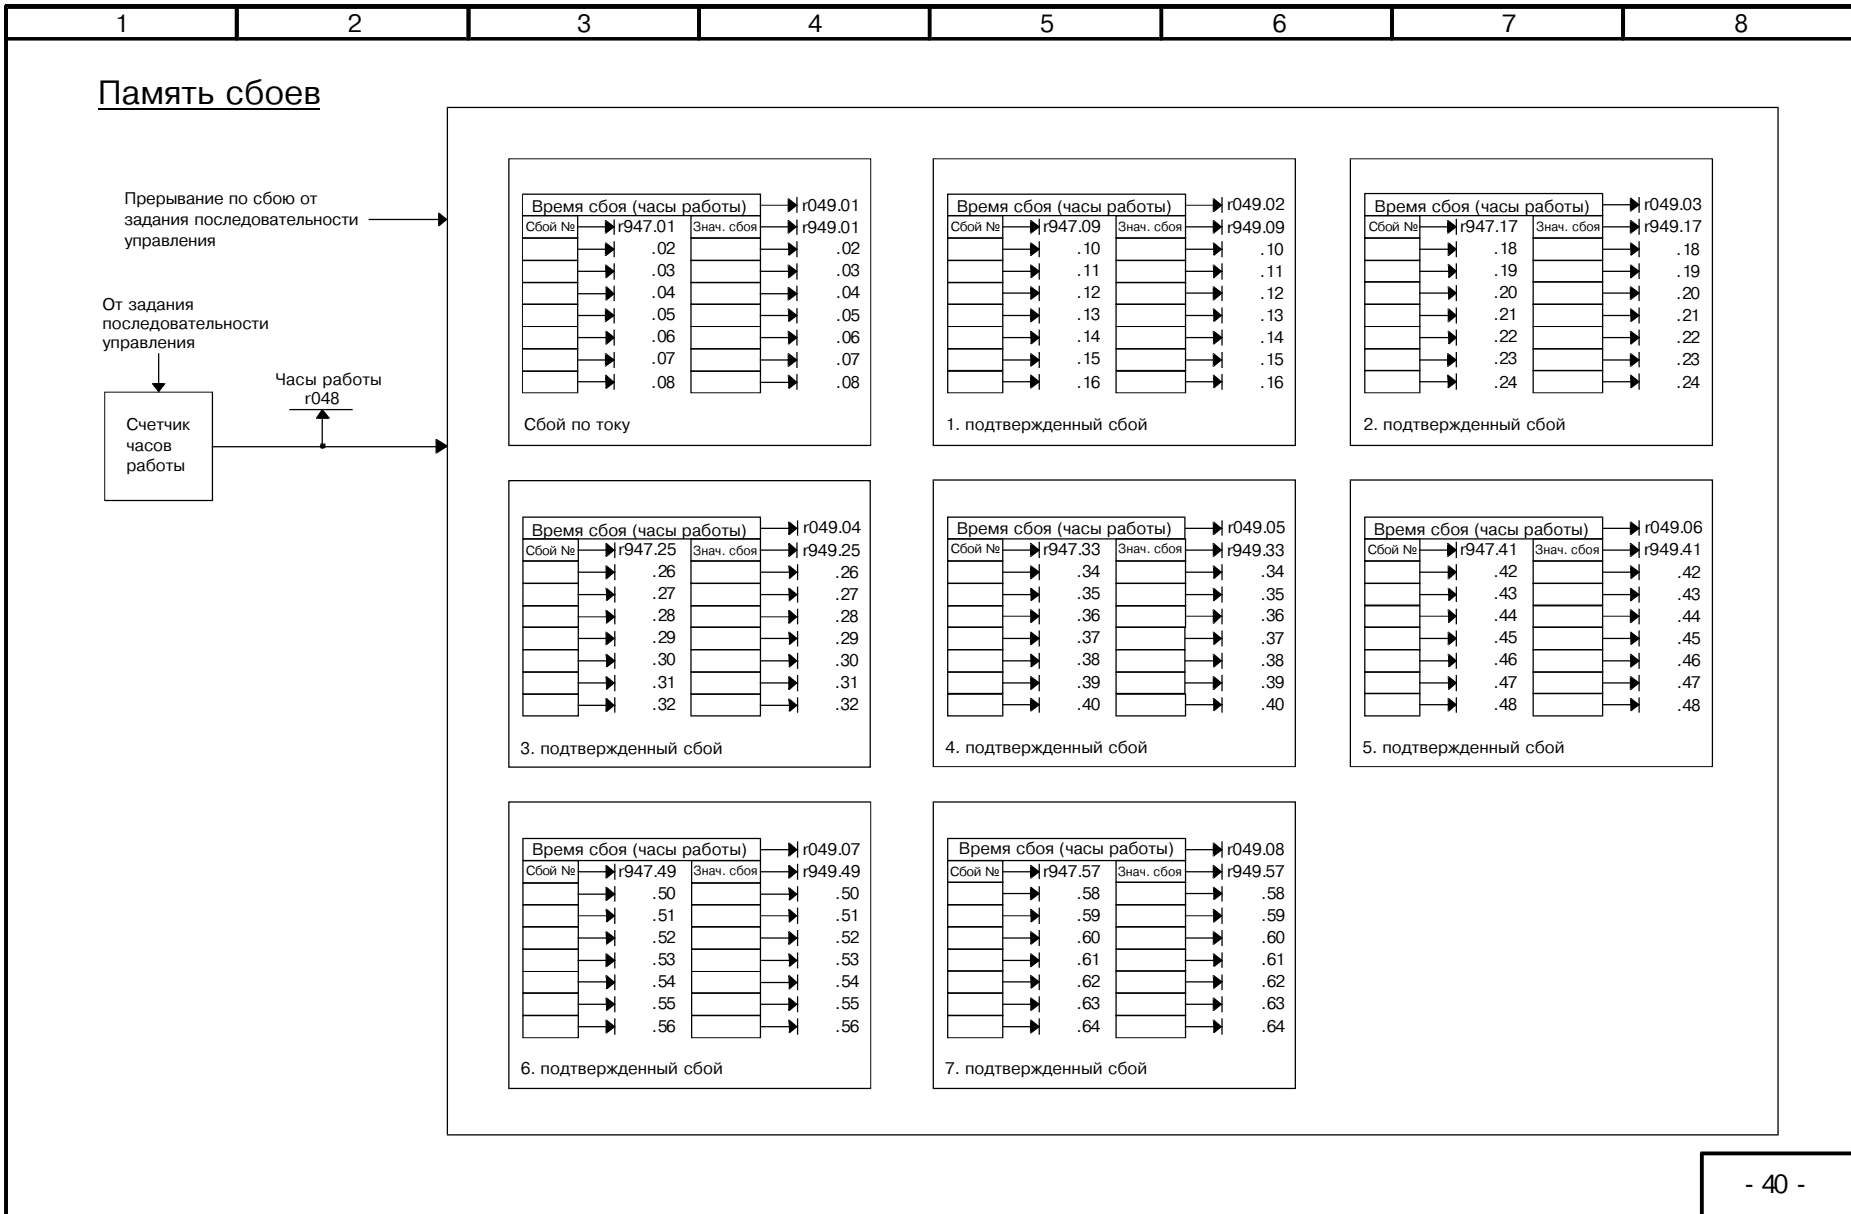 1 2 3 4 5 6 7 8
Память сбоев
Прерывание по сбою от
задания последовательности
управления
От задания
последовательности
управления
Часы работы
r048
Счетчик
часов
работы
Время сбоя (часы работы) r049.01
Сбой № r947.01 Знач. сбоя r949.01
.02 .02
.03 .03
.04 .04
.05 .05
.06 .06
.07 .07
.08 .08
Сбой по току
Время сбоя (часы работы) r049.02
Сбой № r947.09 Знач. сбоя r949.09
.10 .10
.11 .11
.12 .12
.13 .13
.14 .14
.15 .15
.16 .16
1. подтвержденный сбой
Время сбоя (часы работы) r049.03
Сбой № r947.17 Знач. сбоя r949.17
.18 .18
.19 .19
.20 .20
.21 .21
.22 .22
.23 .23
.24 .24
2. подтвержденный сбой
Время сбоя (часы работы) r049.04
Сбой № r947.25 Знач. сбоя r949.25
.26 .26
.27 .27
.28 .28
.29 .29
.30 .30
.31 .31
.32 .32
3. подтвержденный сбой
Время сбоя (часы работы) r049.05
Сбой № r947.33 Знач. сбоя r949.33
.34 .34
.35 .35
.36 .36
.37 .37
.38 .38
.39 .39
.40 .40
4. подтвержденный сбой
Время сбоя (часы работы) r049.06
Сбой № r947.41 Знач. сбоя r949.41
.42 .42
.43 .43
.44 .44
.45 .45
.46 .46
.47 .47
.48 .48
5. подтвержденный сбой
Время сбоя (часы работы) r049.07
Сбой № r947.49 Знач. сбоя r949.49
.50 .50
.51 .51
.52 .52
.53 .53
.54 .54
.55 .55
.56 .56
6. подтвержденный сбой
Время сбоя (часы работы) r049.08
Сбой № r947.57 Знач. сбоя r949.57
.58 .58
.59 .59
.60 .60
.61 .61
.62 .62
.63 .63
.64 .64
7. подтвержденный сбой
- 40 -